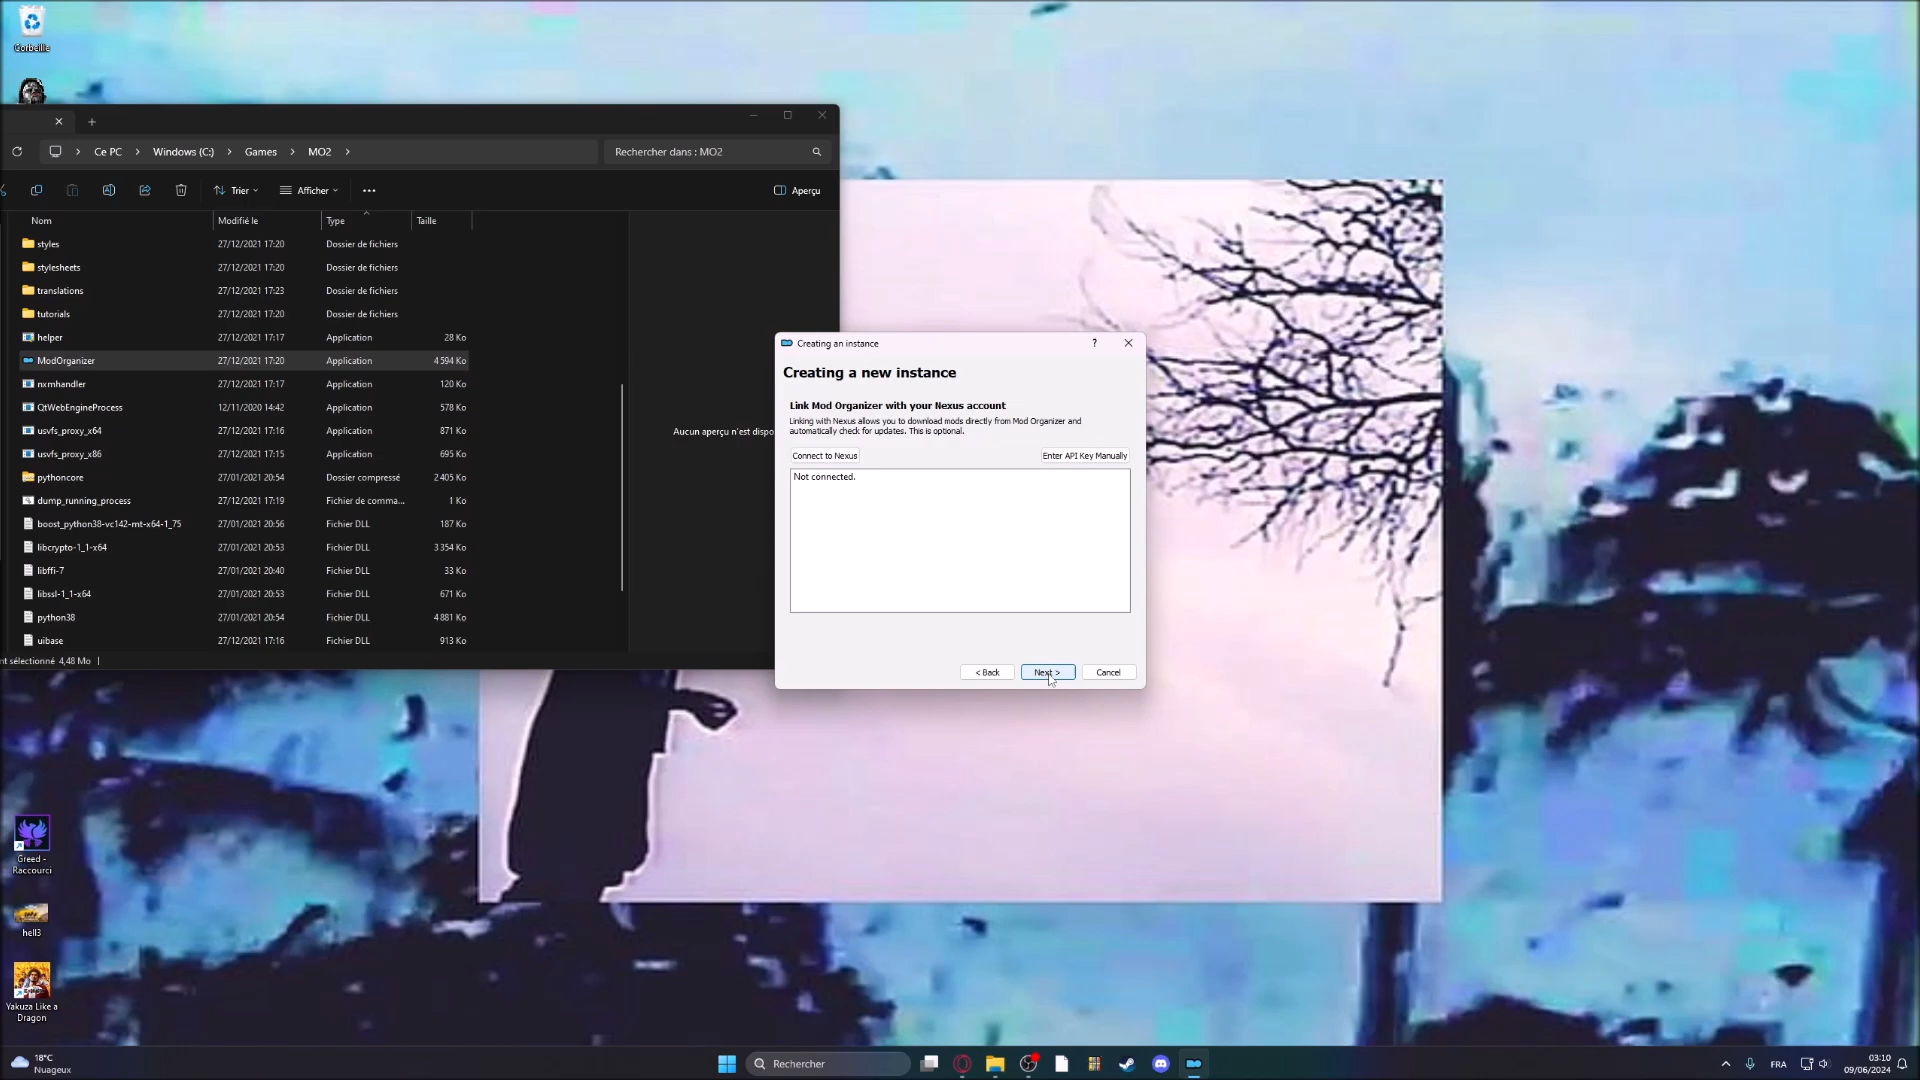 Corbeille
Ce PC
Windows (C:)
Games
MO2
Rechercher dans : MO2
Trier
Afficher
Aperçu
Nom
Modifié le
Type
Taille
styles 27/12/2021 17:20 Dossier de fichiers
stylesheets 27/12/2021 17:20 Dossier de fichiers
translations 27/12/2021 17:23 Dossier de fichiers
tutorials 27/12/2021 17:20 Dossier de fichiers
helper 27/12/2021 17:17 Application 28 Ko
ModOrganizer 27/12/2021 17:20 Application 4 594 Ko
nxmhandler 27/12/2021 17:17 Application 120 Ko
QtWebEngineProcess 12/11/2020 14:42 Application 578 Ko
usvfs_proxy_x64 27/12/2021 17:16 Application 871 Ko
usvfs_proxy_x86 27/12/2021 17:15 Application 695 Ko
pythoncore 27/01/2021 20:54 Dossier compressé 2 405 Ko
dump_running_process 27/12/2021 17:19 Fichier de comma... 1 Ko
boost_python38-vc142-mt-x64-1_75 27/01/2021 20:56 Fichier DLL 187 Ko
libcrypto-1_1-x64 27/01/2021 20:53 Fichier DLL 3 354 Ko
libffi-7 27/01/2021 20:40 Fichier DLL 33 Ko
libssl-1_1-x64 27/01/2021 20:53 Fichier DLL 671 Ko
python38 27/01/2021 20:54 Fichier DLL 4 881 Ko
uibase 27/12/2021 17:16 Fichier DLL 913 Ko
Aucun aperçu n'est dispo
nt sélectionné 4,48 Mo
Creating an instance
?
Creating a new instance
Link Mod Organizer with your Nexus account
Linking with Nexus allows you to download mods directly from Mod Organizer and
automatically check for updates. This is optional.
Connect to Nexus
Enter API Key Manually
Not connected.
< Back
Next >
Cancel
Greed -
Raccourci
hell3
Yakuza Like a
Dragon
18°C
Nuageux
Rechercher
FRA
03:10
09/06/2024